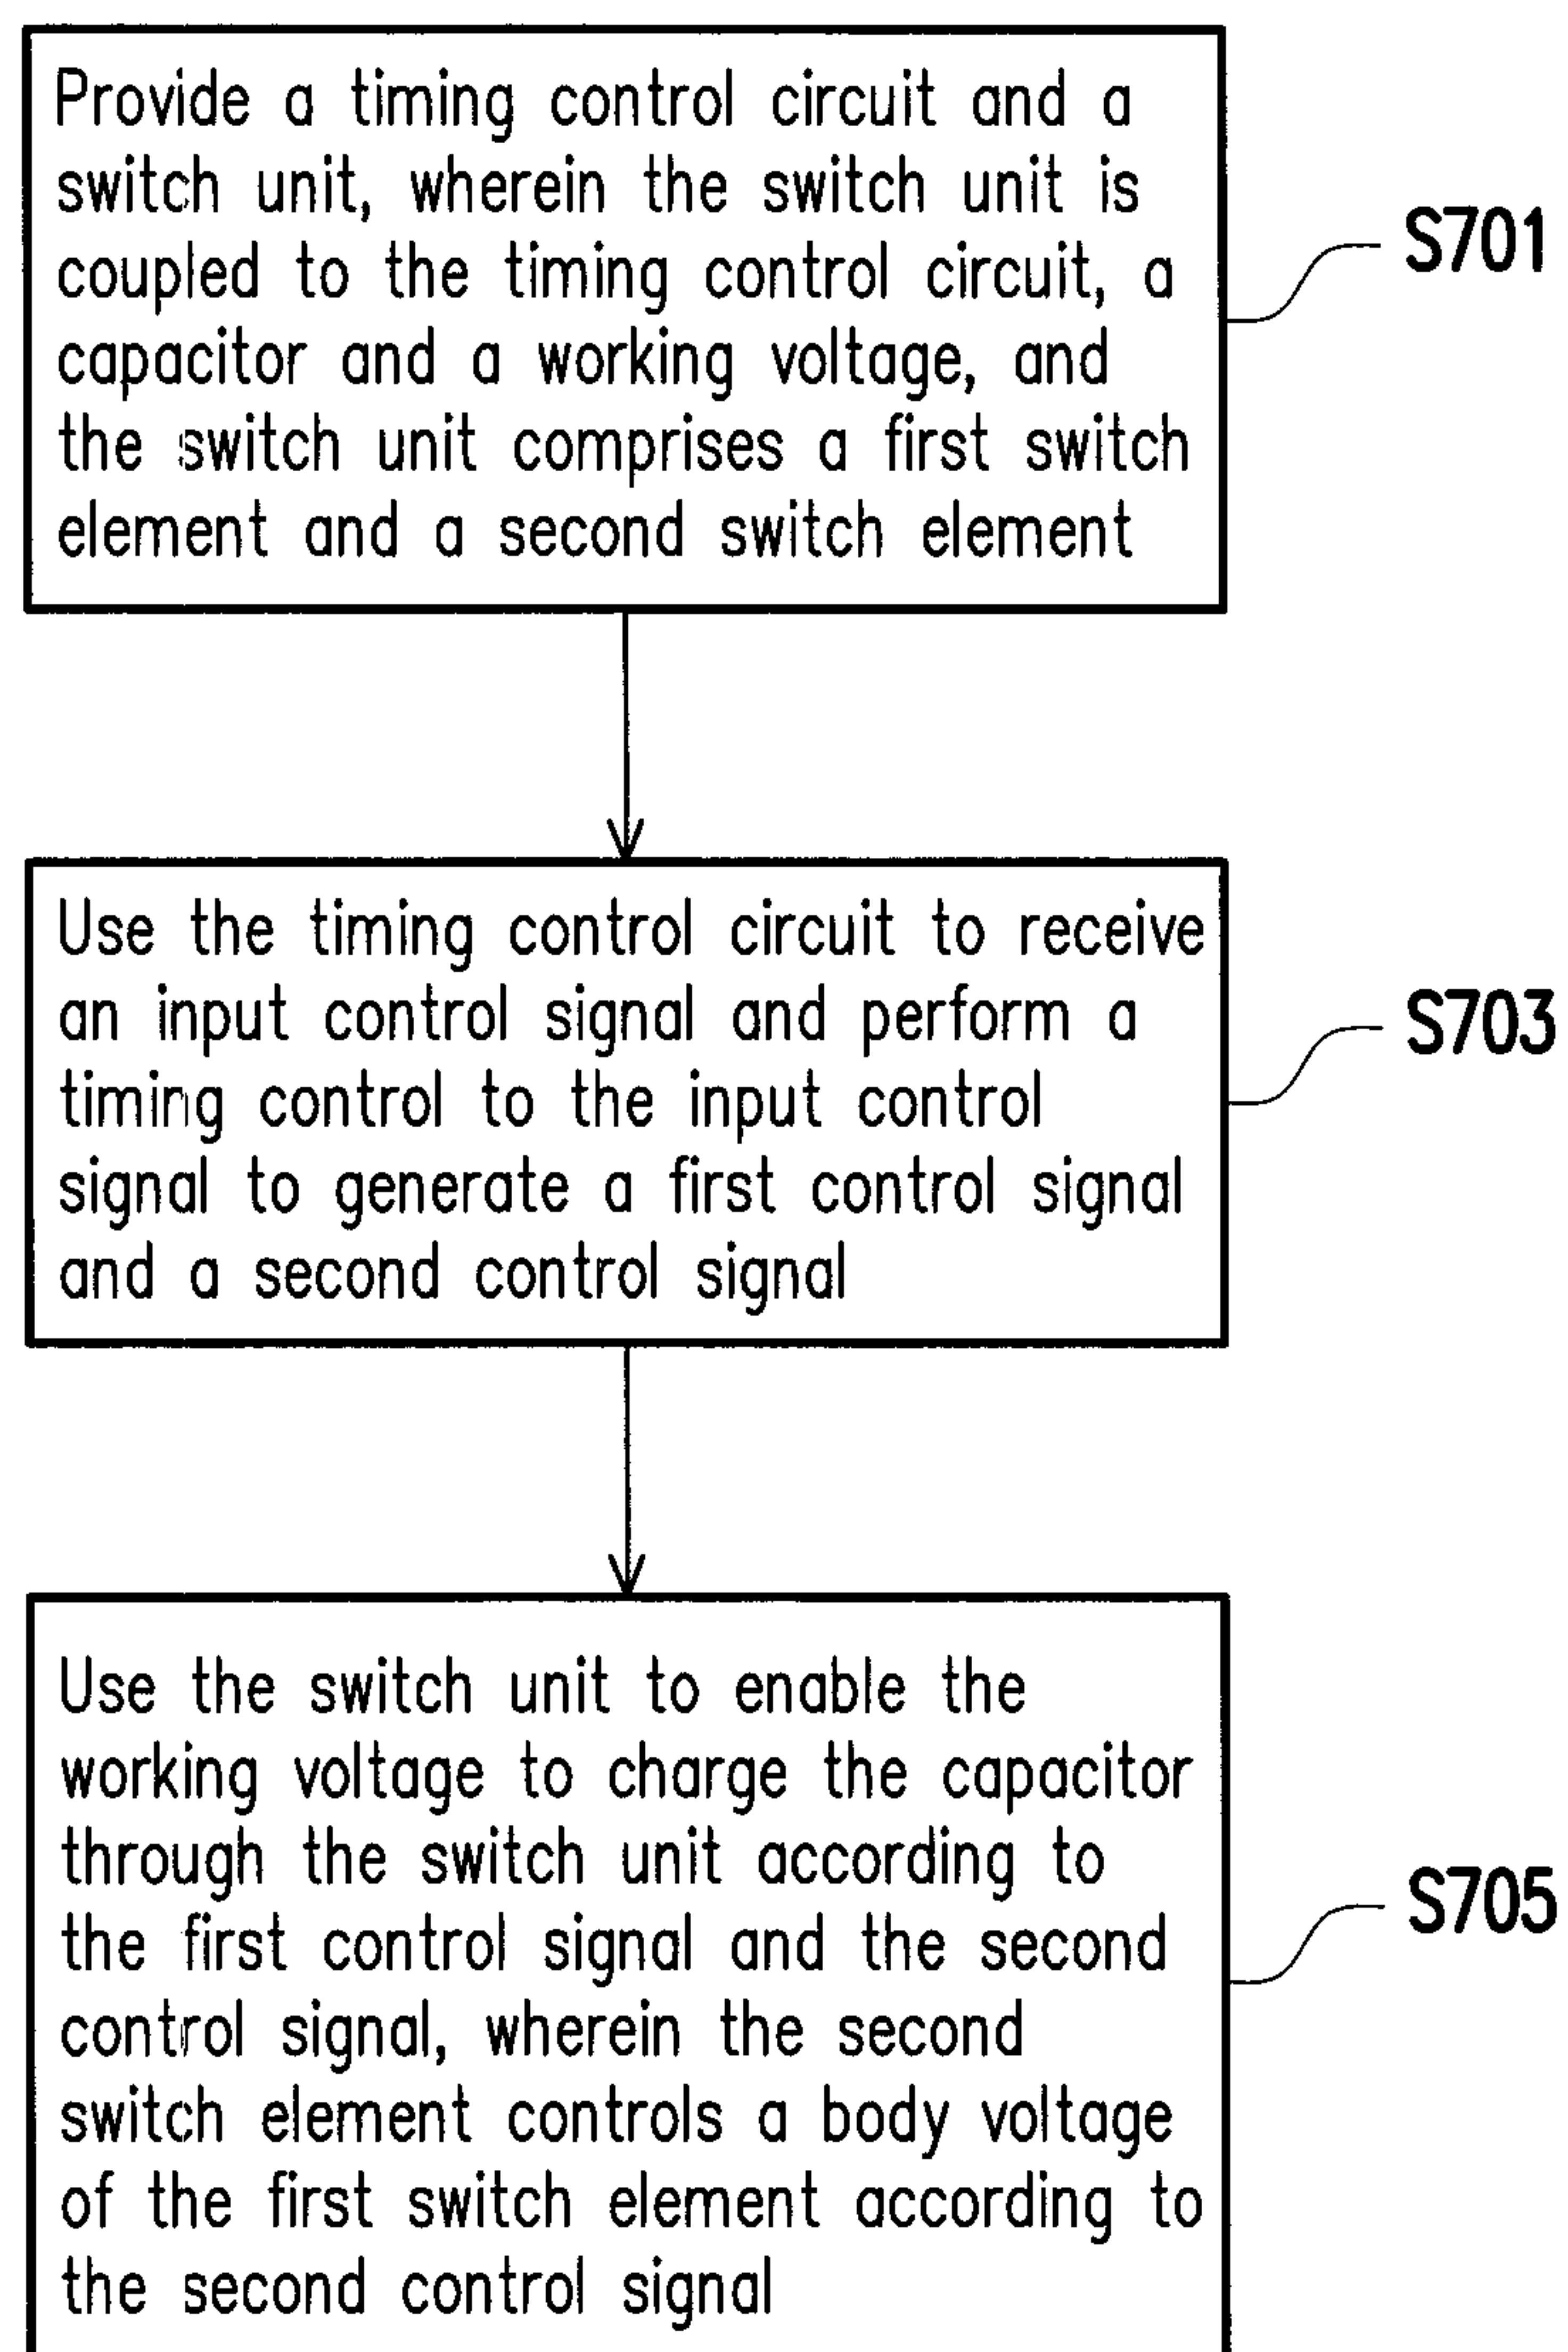 Provide a timing control circuit and a
switch unit, wherein the switch unit is
coupled to the timing control circuit, a
capacitor and a working voltage, and
the switch unit comprises a first switch
element and a second switch element
S701
Use the timing control circuit to receive
an input control signal and perform a
timing control to the input control
signal to generate a first control signal
and a second control signal
S703
Use the switch unit to enable the
working voltage to charge the capacitor
through the switch unit according to
the first control signal and the second
control signal, wherein the second
switch element controls a body voltage
of the first switch element according to
the second control signal
S705